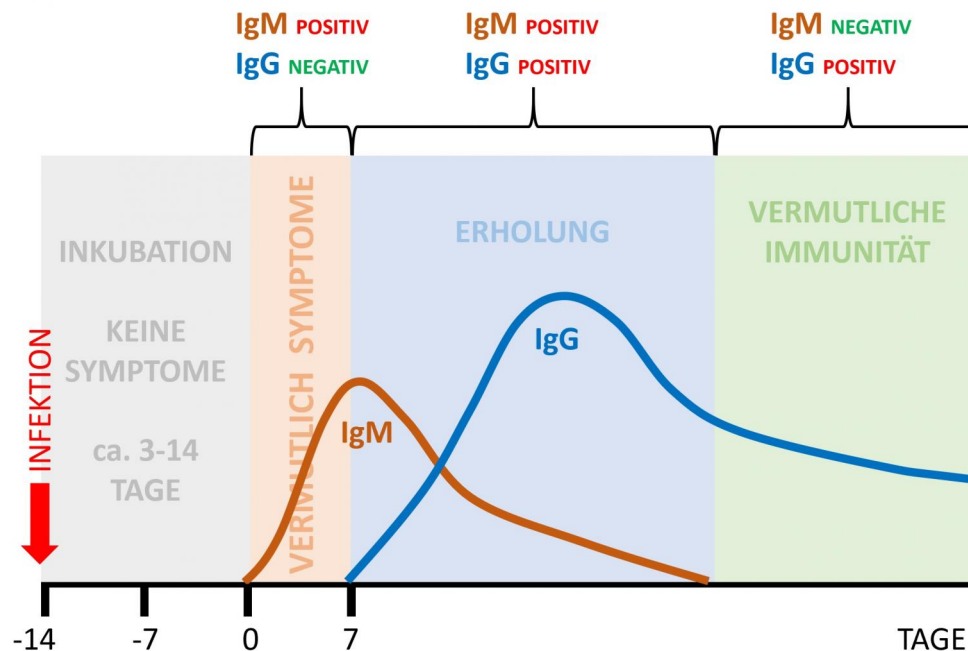 IgM POSITIV
IgG NEGATIV
IgM POSITIV
IgG POSITIV
IgM NEGATIV
IgG POSITIV
INFEKTION
INKUBATION
KEINE
SYMPTOME
ca. 3-14
TAGE
VERMUTLICH SYMPTOME
ERHOLUNG
VERMUTLICHE
IMMUNITÄT
IgM
IgG
-14 -7 0 7 TAGE